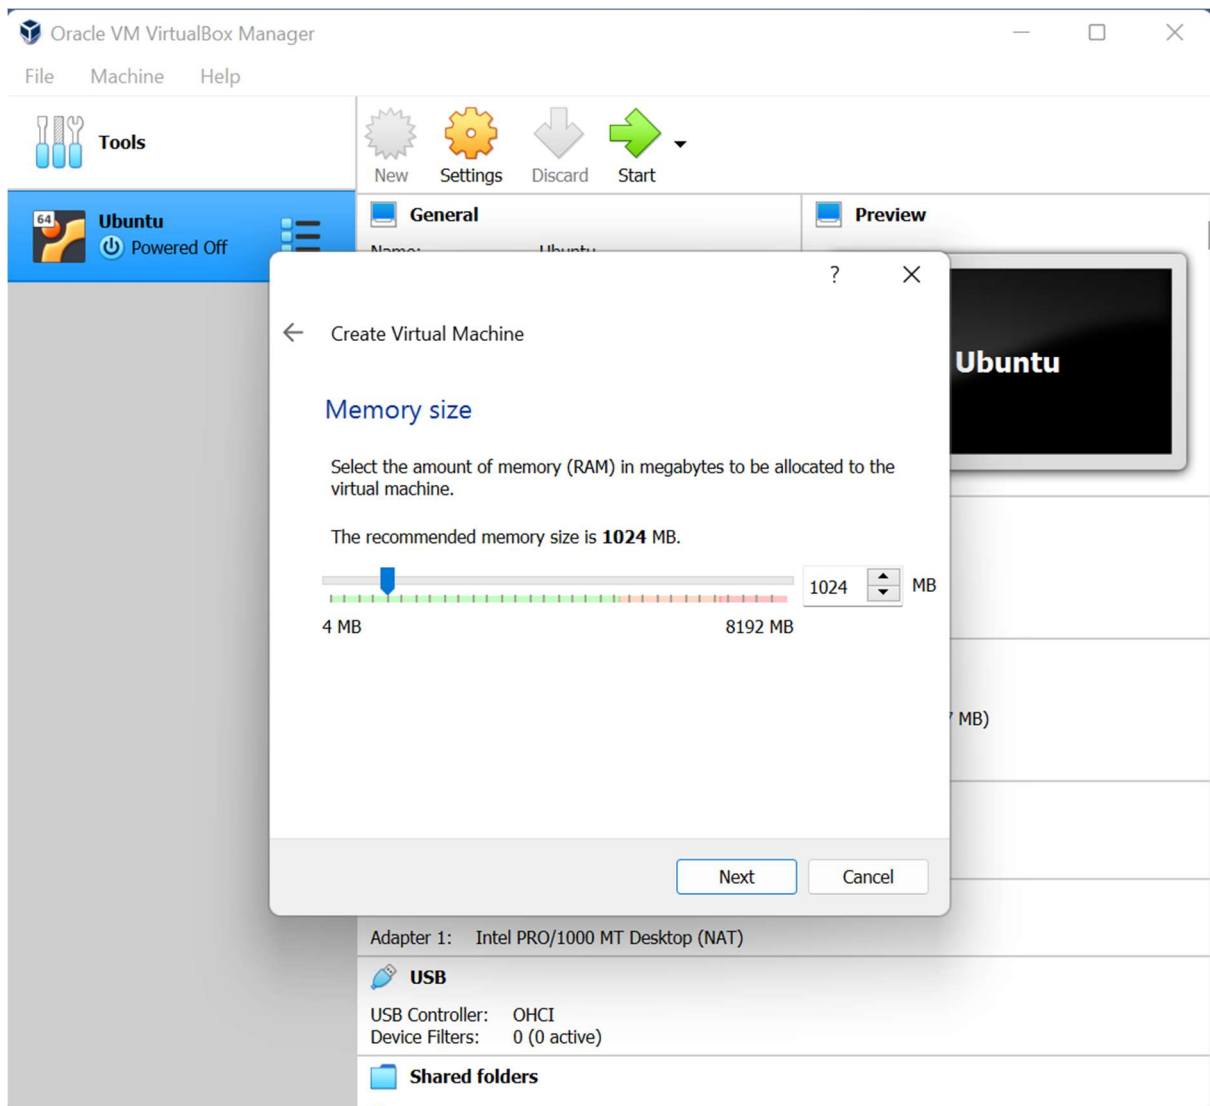 Oracle VM VirtualBox Manager
File Machine Help
Tools
New Settings Discard Start
64
Ubuntu
Powered Off
General
Name: Ubuntu
Preview
Ubuntu
?
Create Virtual Machine
Memory size
Select the amount of memory (RAM) in megabytes to be allocated to the
virtual machine.
The recommended memory size is 1024 MB.
1024 MB
4 MB 8192 MB
MB)
Next Cancel
Adapter 1: Intel PRO/1000 MT Desktop (NAT)
USB
USB Controller: OHCI
Device Filters: 0 (0 active)
Shared folders